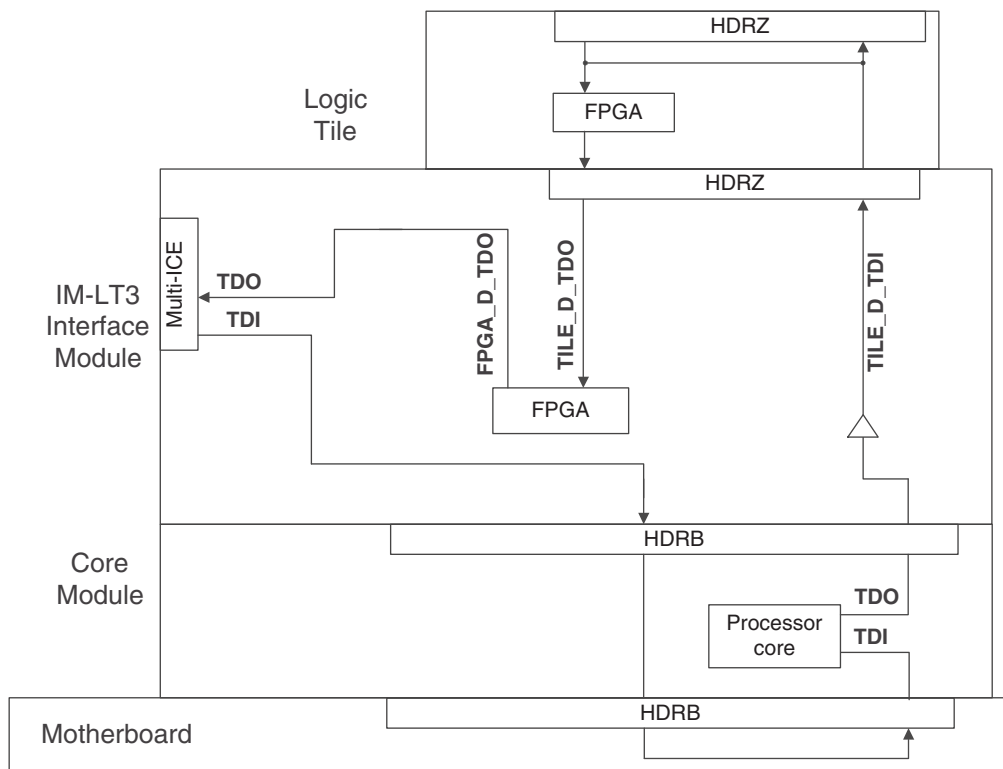 HDRZ
Logic
Tile
FPGA
HDRZ
Multi-ICE
TDO
TDI
FPGA_D_TDO
TILE_D_TDO
TILE_D_TDI
IM-LT3
Interface
Module
FPGA
HDRB
Core
Module
TDO
Processor
core
TDI
HDRB
Motherboard